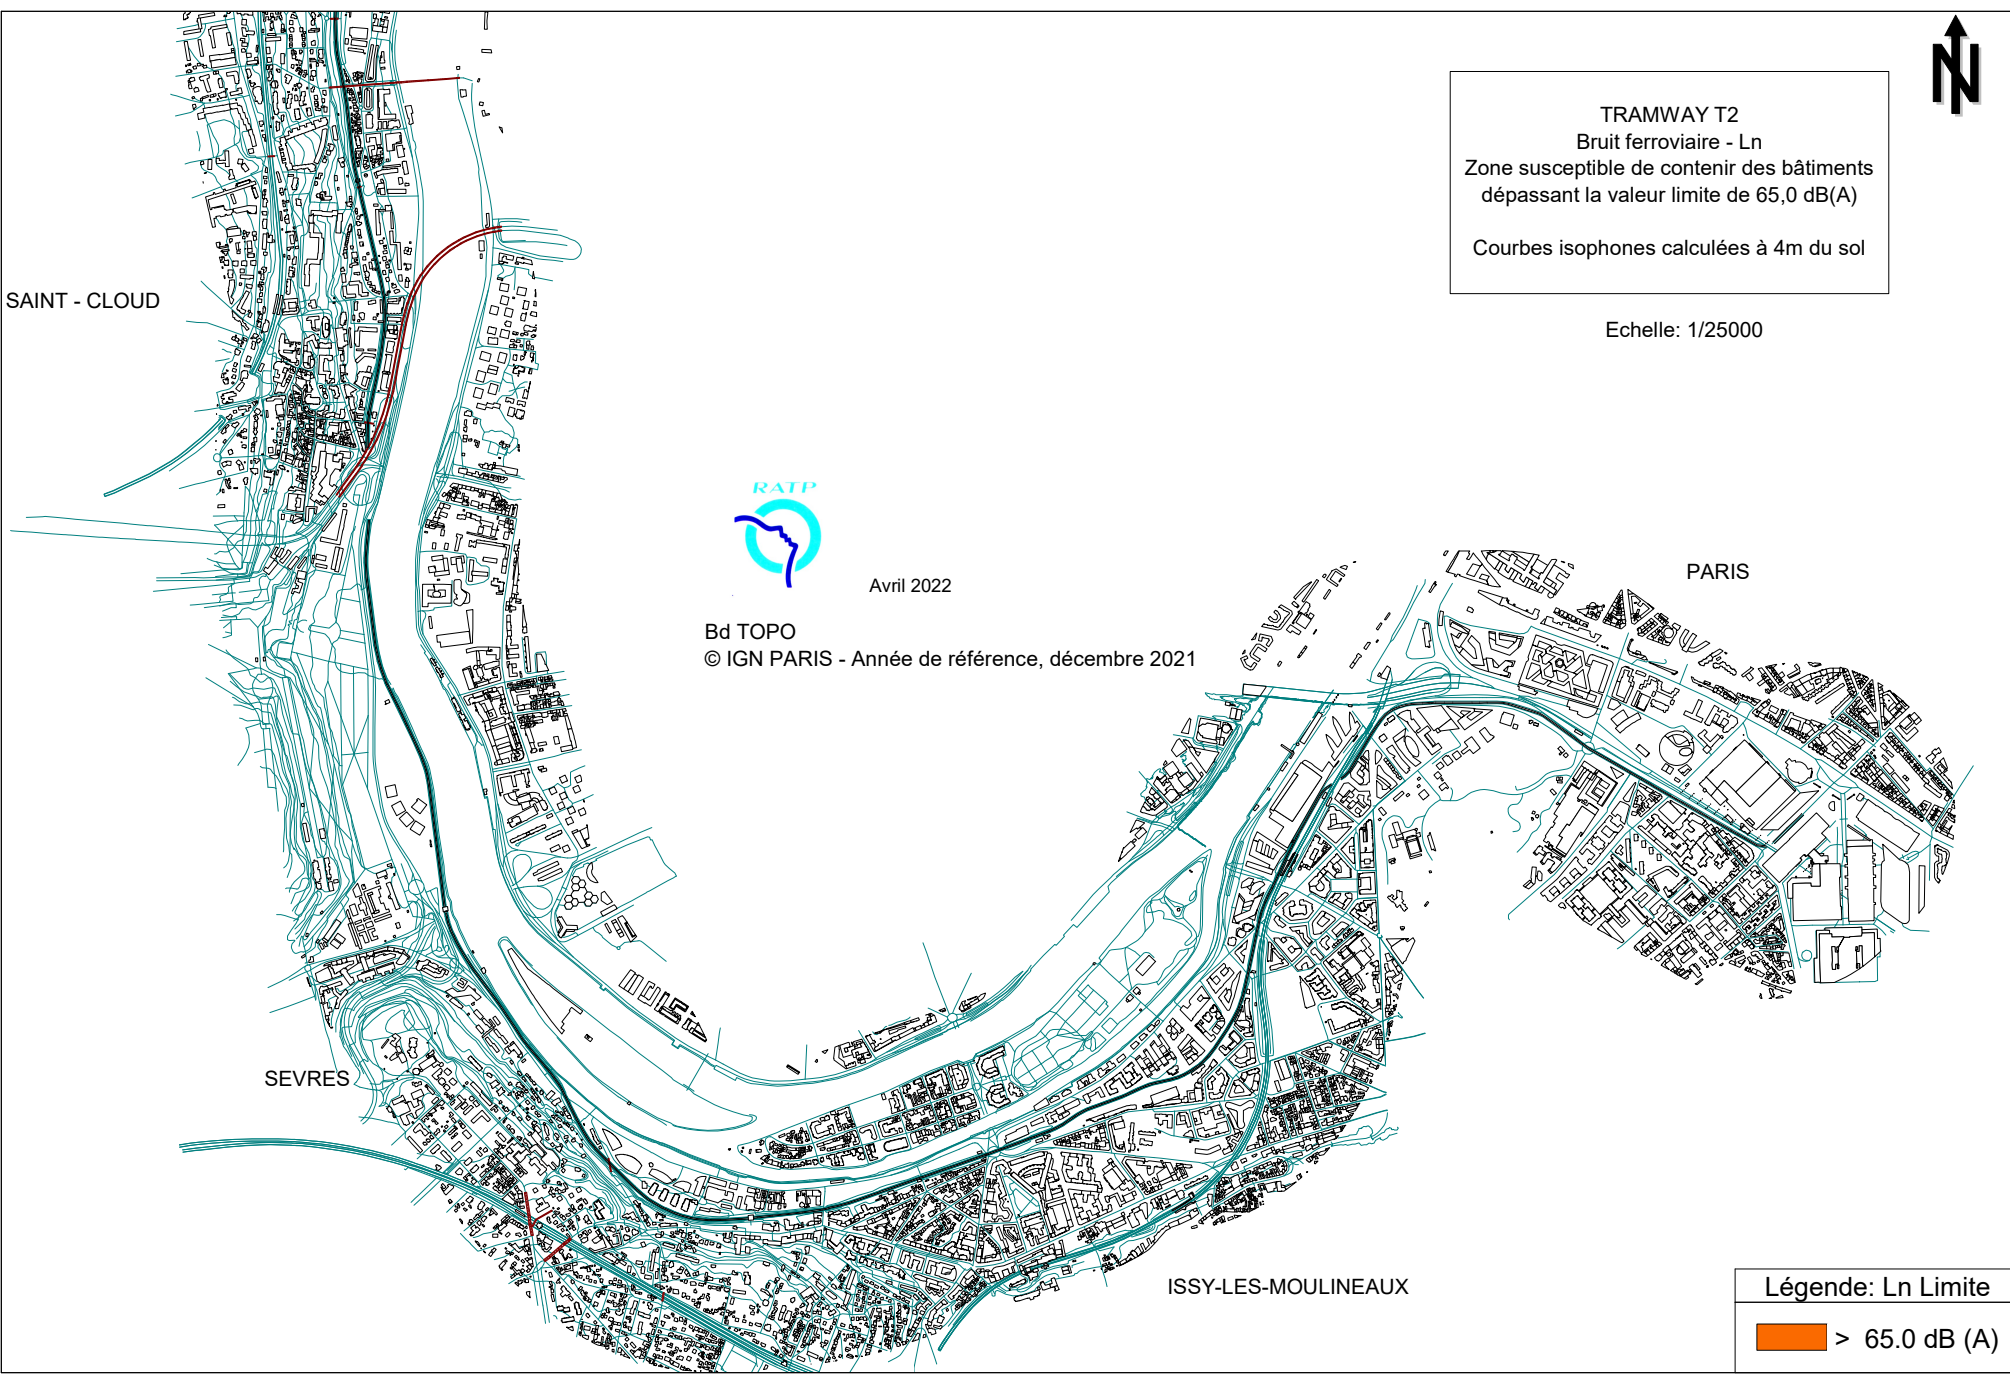 N
TRAMWAY T2
Bruit ferroviaire - Ln
Zone susceptible de contenir des bâtiments
dépassant la valeur limite de 65,0 dB(A)
Courbes isophones calculées à 4m du sol
Echelle: 1/25000
SAINT - CLOUD
RATP
Avril 2022
PARIS
Bd TOPO
© IGN PARIS - Année de référence, décembre 2021
SEVRES
ISSY-LES-MOULINEAUX
Légende: Ln Limite
> 65.0 dB (A)